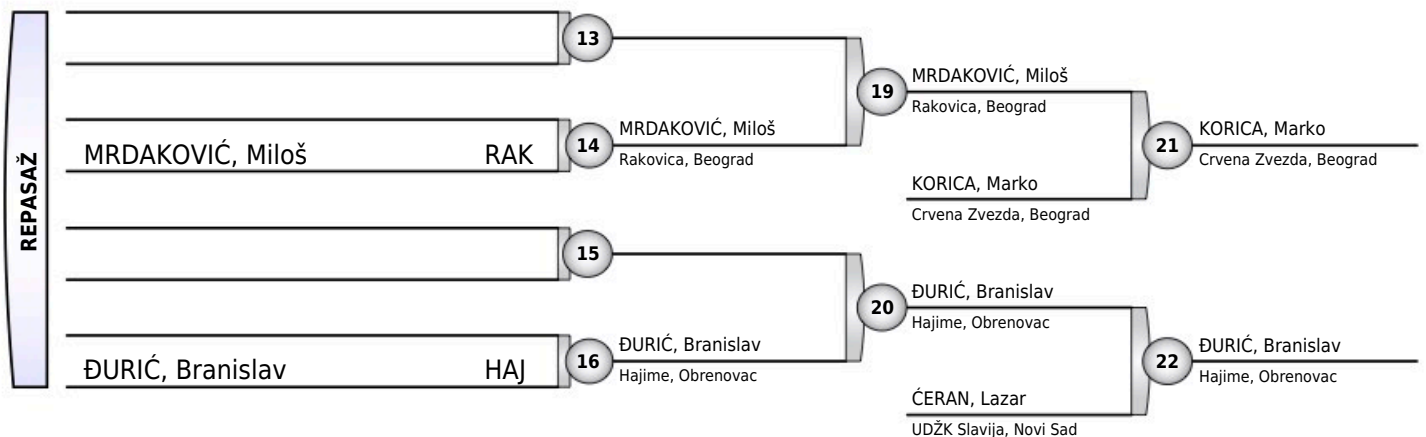 REPASAŽ
13
MRDAKOVIĆ, Miloš RAK
14
MRDAKOVIĆ, Miloš
Rakovica, Beograd
19
MRDAKOVIĆ, Miloš
Rakovica, Beograd
KORICA, Marko
Crvena Zvezda, Beograd
21
KORICA, Marko
Crvena Zvezda, Beograd
15
ĐURIĆ, Branislav HAJ
16
ĐURIĆ, Branislav
Hajime, Obrenovac
20
ĐURIĆ, Branislav
Hajime, Obrenovac
ĆERAN, Lazar
UDŽK Slavija, Novi Sad
22
ĐURIĆ, Branislav
Hajime, Obrenovac